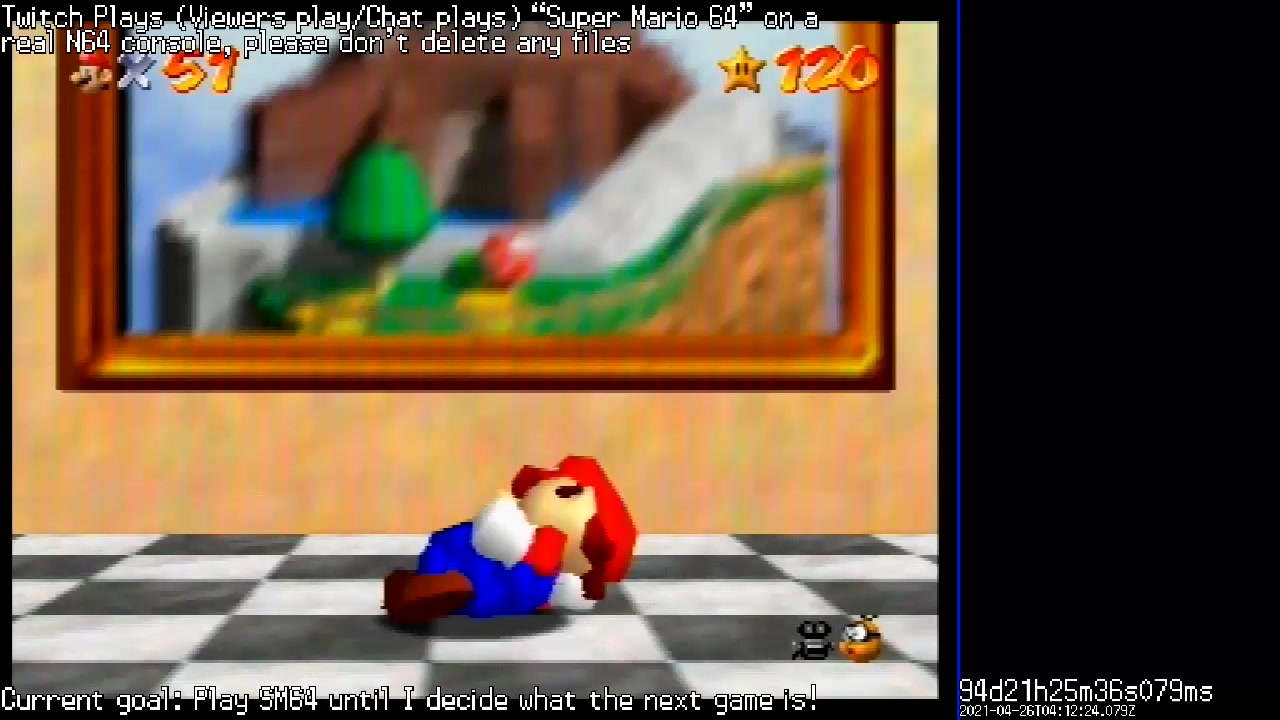 Twitch Plays (Viewers play/Chat plays) “Super Mario 64” on a
real N64 console, please don't delete any files
×51
120
Current goal: Play SM64 until I decide what the next game is!
94d21h25m36s079ms
2021-04-26T04:12:24.079Z